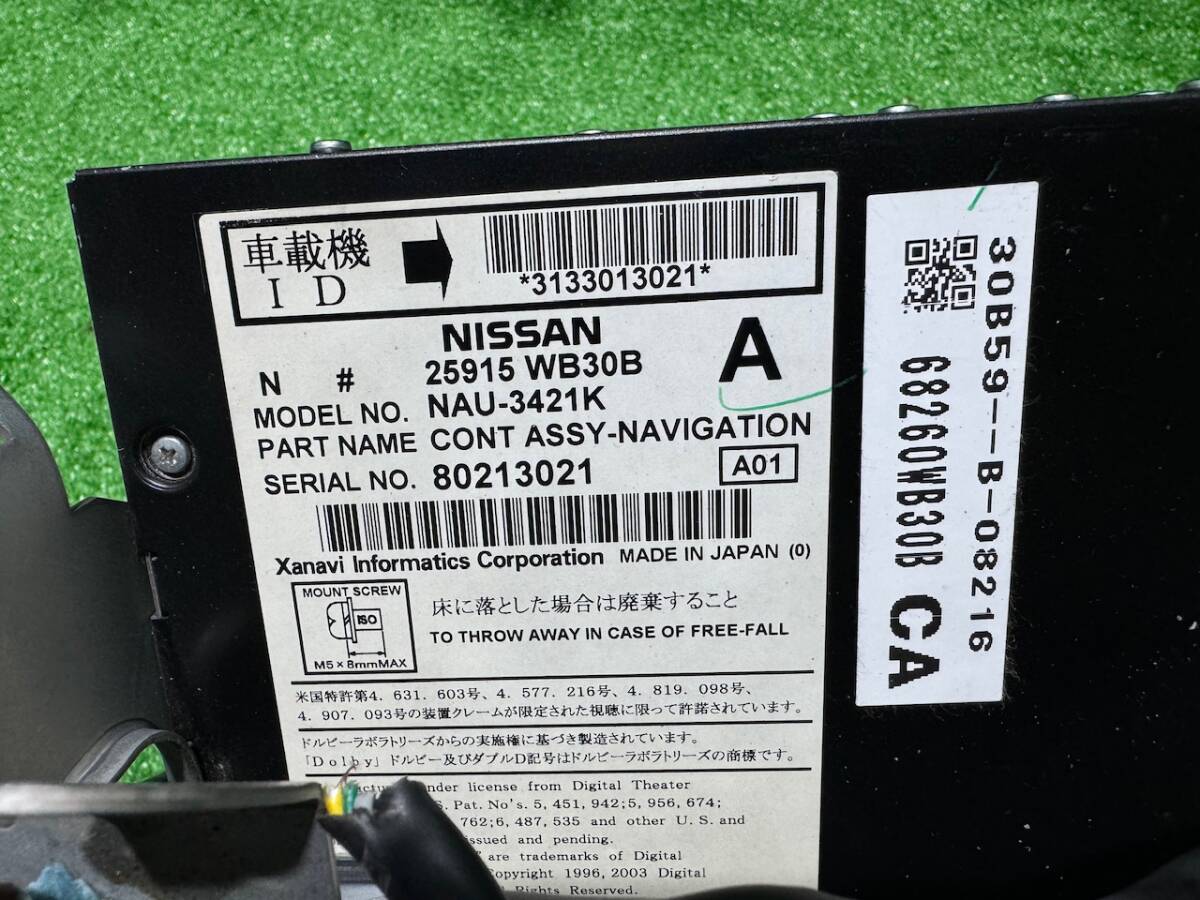 車載機
ID
*3133013021*
NISSAN
N # 25915 WB30B
A
MODEL NO. NAU-3421K
PART NAME CONT ASSY-NAVIGATION
SERIAL NO. 80213021
A01
Xanavi Informatics Corporation MADE IN JAPAN (0)
MOUNT SCREW
ISO
M5×8mmMAX
床に落とした場合は廃棄すること
TO THROW AWAY IN CASE OF FREE-FALL
米国特許第4. 631. 603号、4. 577. 216号、4. 819. 098号、
4. 907. 093号の装置クレームが限定された視聴に限って許諾されています。
ドルビーラボラトリーズからの実施権に基づき製造されています。
「Dolby」ドルビー及びダブルD記号はドルビーラボラトリーズの商標です。
under license from Digital Theater
Pat. No's. 5, 451, 942;5, 956, 674;
762;6, 487, 535 and other U. S. and
issued and pending.
are trademarks of Digital
Copyright 1996, 2003 Digital
Rights Reserved.
30B59--B-08216
68260WB30B CA